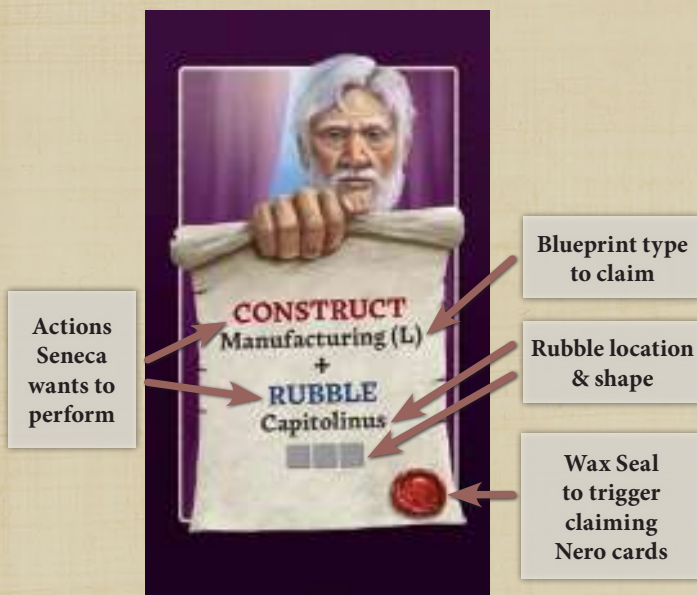 CONSTRUCT
Manufacturing (L)
+
RUBBLE
Capitolinus
Actions
Seneca
wants to
perform
Blueprint type
to claim
Rubble location
& shape
Wax Seal
to trigger
claiming
Nero cards